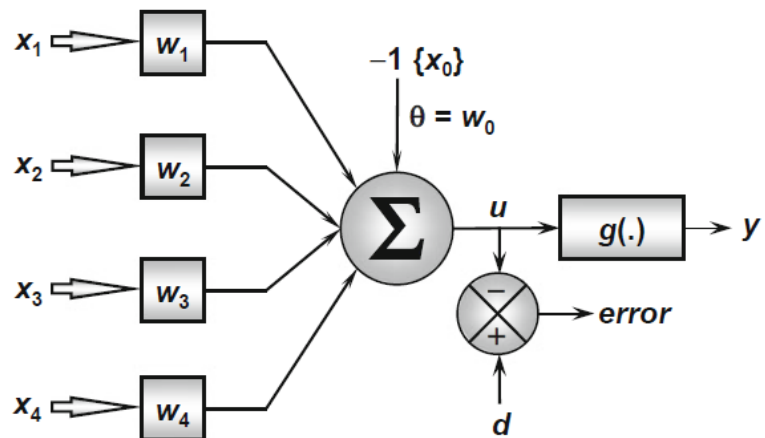 x₁ w₁
−1 {x₀}
θ = w₀
x₂ w₂
Σ u g(.) y
x₃ w₃
− error
+
x₄ w₄
d